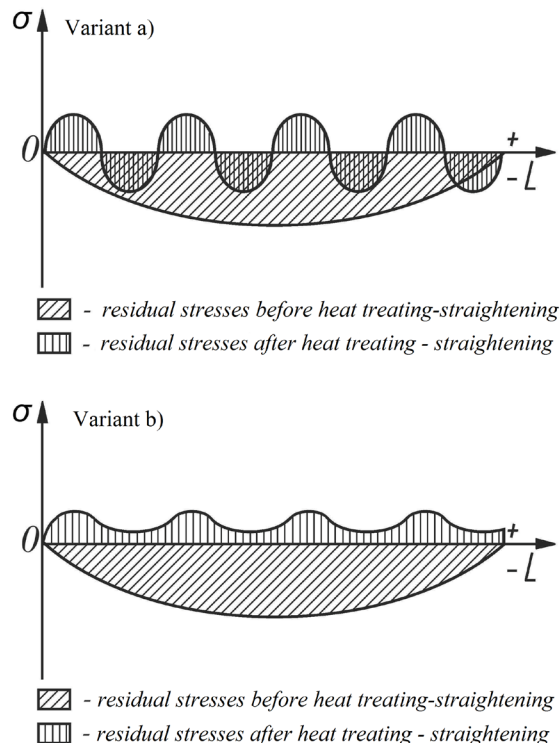 σ Variant a)
0 +
- L
- residual stresses before heat treating-straightening
- residual stresses after heat treating - straightening
σ Variant b)
0 +
- L
- residual stresses before heat treating-straightening
- residual stresses after heat treating - straightening